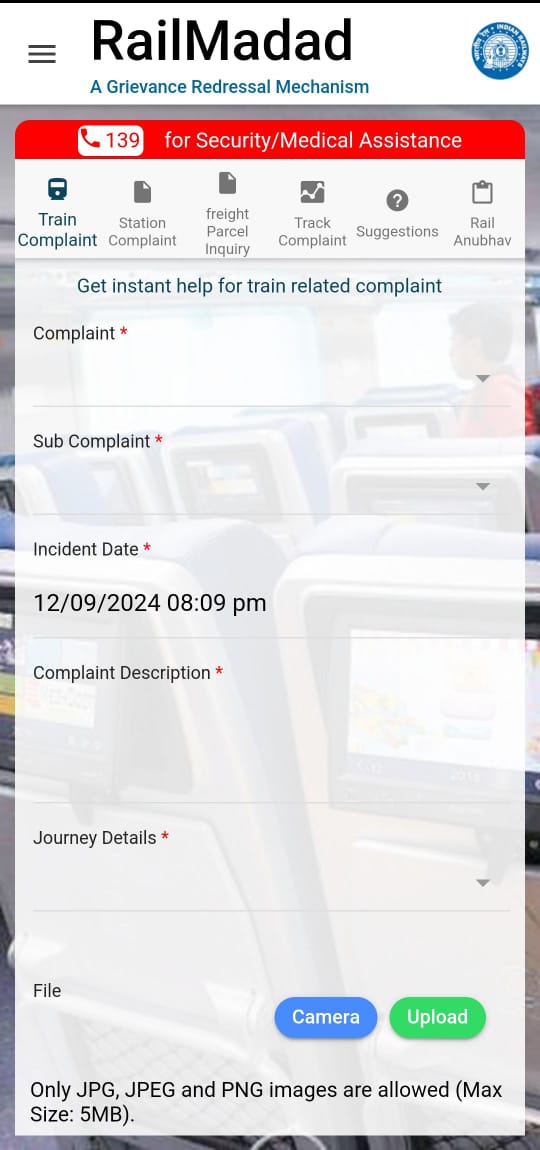 RailMadad
A Grievance Redressal Mechanism
139 for Security/Medical Assistance
Train
Complaint
Station
Complaint
freight
Parcel
Inquiry
Track
Complaint
Suggestions
Rail
Anubhav
Get instant help for train related complaint
Complaint *
Sub Complaint *
Incident Date *
12/09/2024 08:09 pm
Complaint Description *
Journey Details *
File
Camera
Upload
Only JPG, JPEG and PNG images are allowed (Max
Size: 5MB).